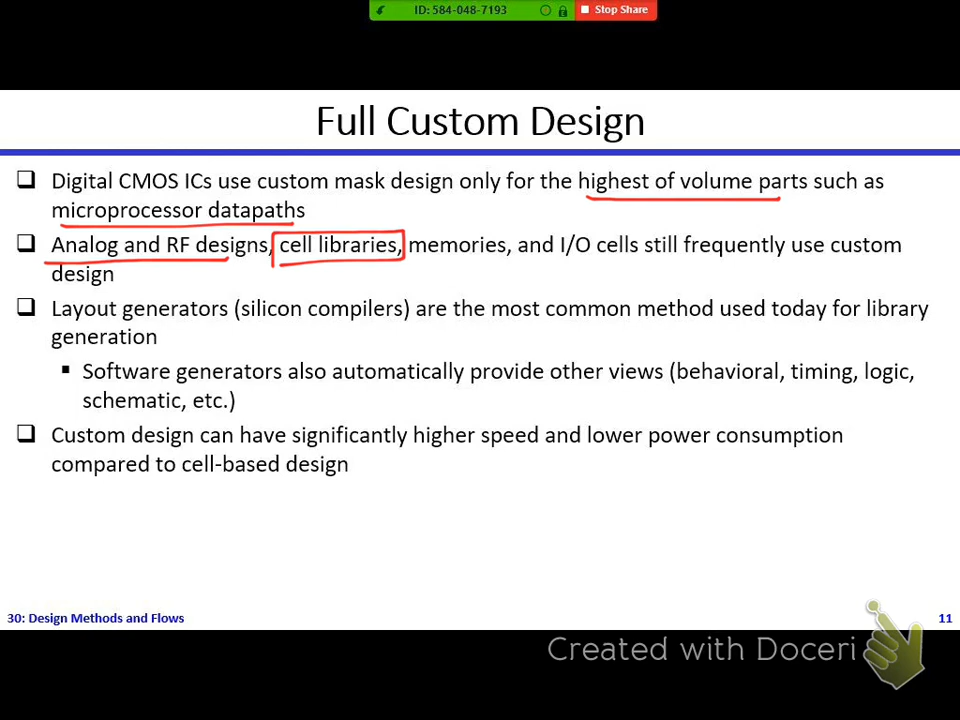 ID: 584-048-7193
Stop Share
Full Custom Design
Digital CMOS ICs use custom mask design only for the highest of volume parts such as
microprocessor datapaths
Analog and RF designs, cell libraries, memories, and I/O cells still frequently use custom
design
Layout generators (silicon compilers) are the most common method used today for library
generation
Software generators also automatically provide other views (behavioral, timing, logic,
schematic, etc.)
Custom design can have significantly higher speed and lower power consumption
compared to cell-based design
30: Design Methods and Flows
11
Created with Doceri